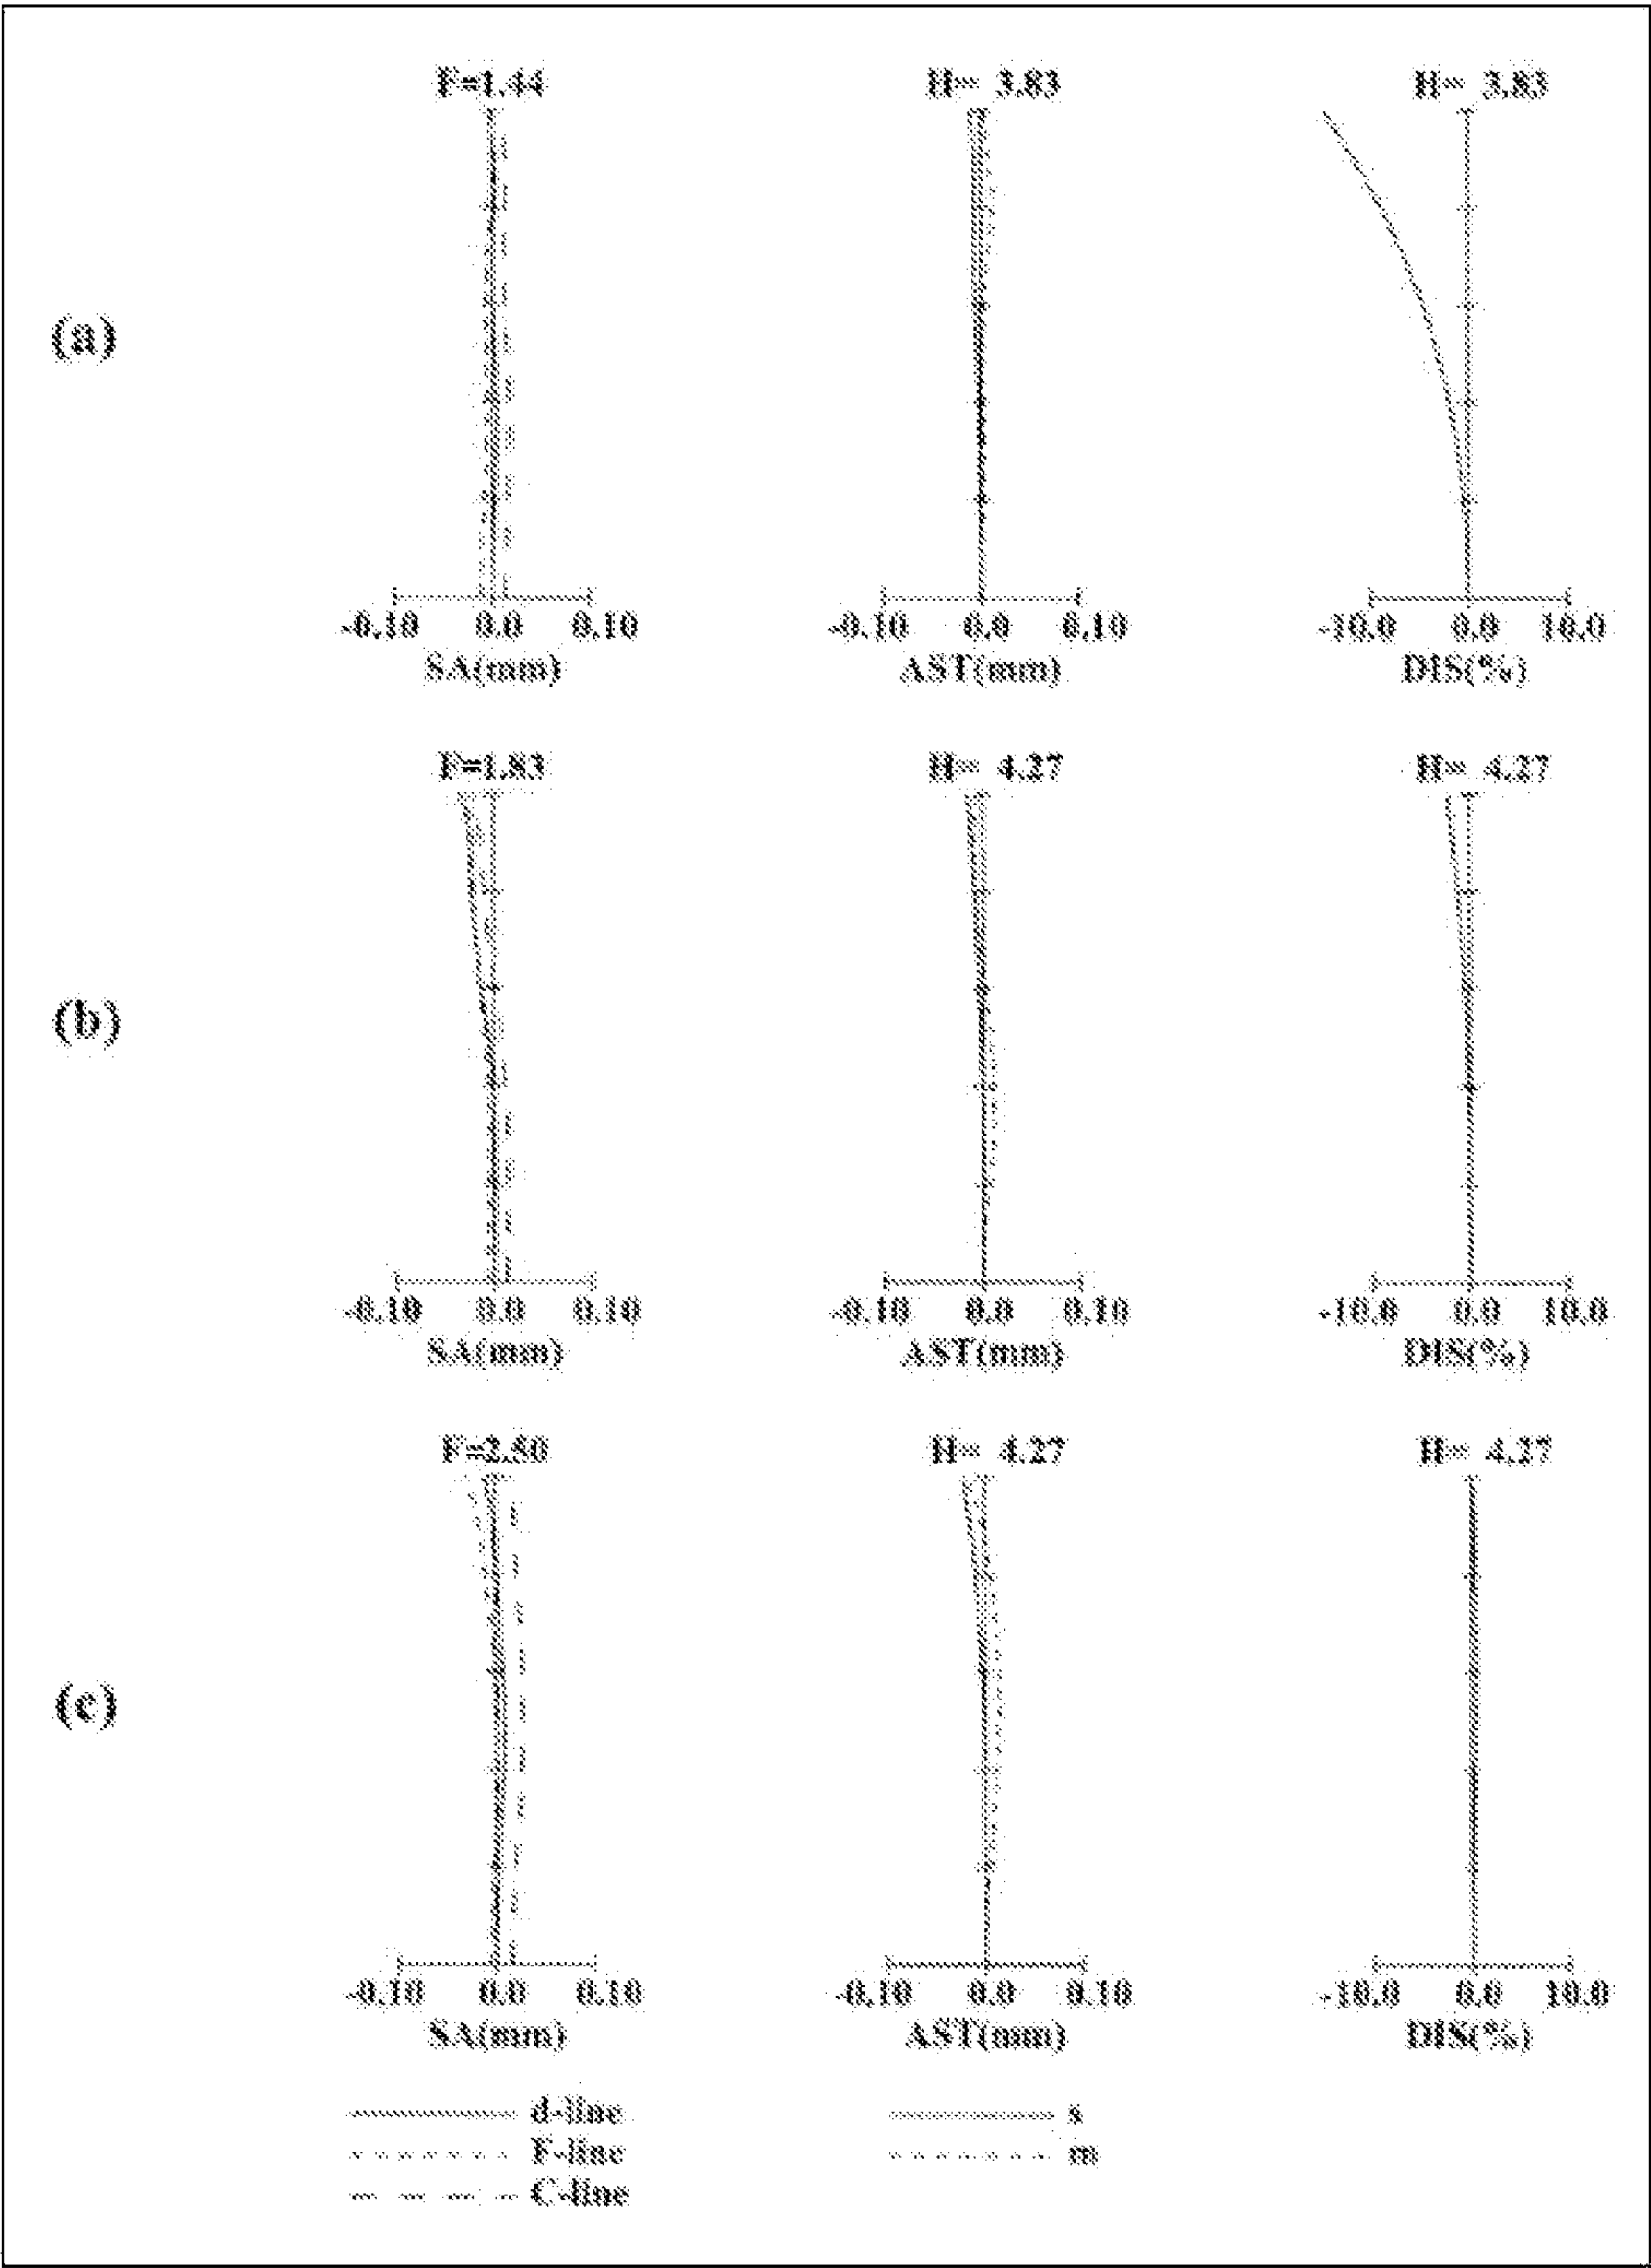 F=1.44 H= 3.83 H= 3.83
(a)
-0.10 0.0 0.10 -0.10 0.0 0.10 -10.0 0.0 10.0
SA(mm) AST(mm) DIS(%)
F=1.83 H= 4.27 H= 4.27
(b)
-0.10 0.0 0.10 -0.10 0.0 0.10 -10.0 0.0 10.0
SA(mm) AST(mm) DIS(%)
F=2.50 H= 4.27 H= 4.27
(c)
-0.10 0.0 0.10 -0.10 0.0 0.10 -10.0 0.0 10.0
SA(mm) AST(mm) DIS(%)
d-line s
F-line m
C-line